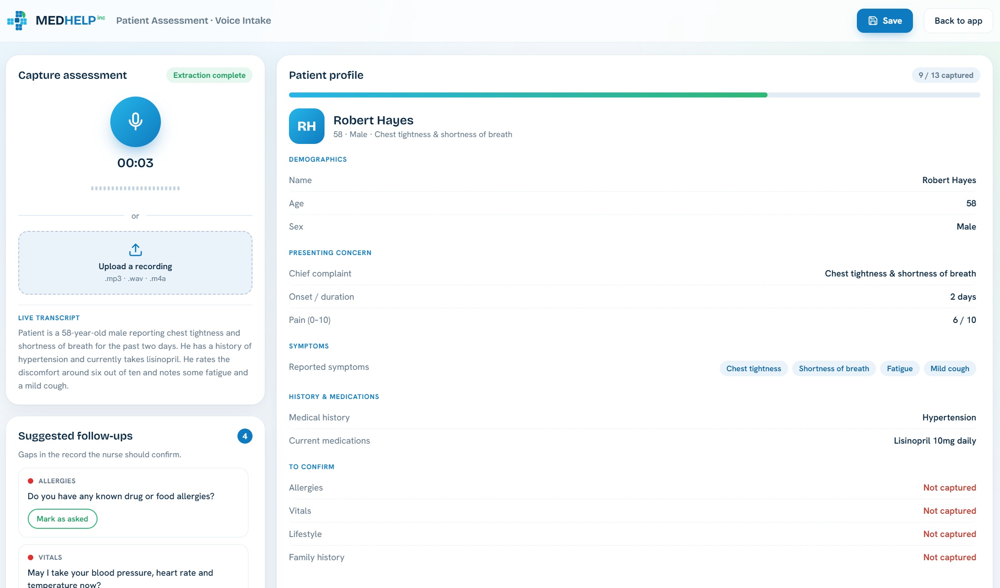 MEDHELP inc
Patient Assessment · Voice Intake
Save
Back to app
Capture assessment
Extraction complete
00:03
or
Upload a recording
.mp3 · .wav · .m4a
LIVE TRANSCRIPT
Patient is a 58-year-old male reporting chest tightness and
shortness of breath for the past two days. He has a history of
hypertension and currently takes lisinopril. He rates the
discomfort around six out of ten and notes some fatigue and
a mild cough.
Suggested follow-ups
4
Gaps in the record the nurse should confirm.
ALLERGIES
Do you have any known drug or food allergies?
Mark as asked
VITALS
May I take your blood pressure, heart rate and
temperature now?
Patient profile
9 / 13 captured
RH
Robert Hayes
58 · Male · Chest tightness & shortness of breath
DEMOGRAPHICS
Name Robert Hayes
Age 58
Sex Male
PRESENTING CONCERN
Chief complaint Chest tightness & shortness of breath
Onset / duration 2 days
Pain (0–10) 6 / 10
SYMPTOMS
Reported symptoms Chest tightness Shortness of breath Fatigue Mild cough
HISTORY & MEDICATIONS
Medical history Hypertension
Current medications Lisinopril 10mg daily
TO CONFIRM
Allergies Not captured
Vitals Not captured
Lifestyle Not captured
Family history Not captured